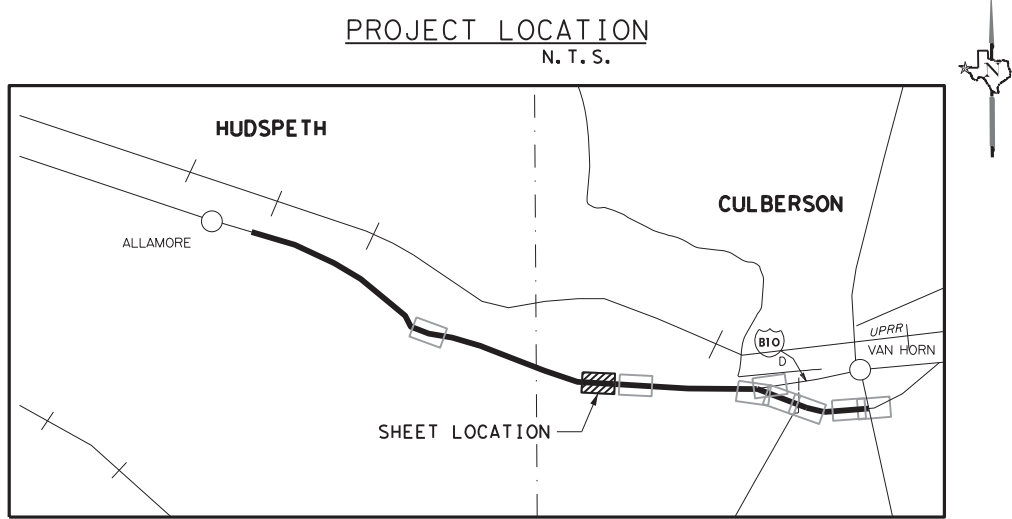 PROJECT LOCATION
N.T.S.
N
HUDSPETH
CULBERSON
ALLAMORE
UPRR
B10
VAN HORN
D
SHEET LOCATION